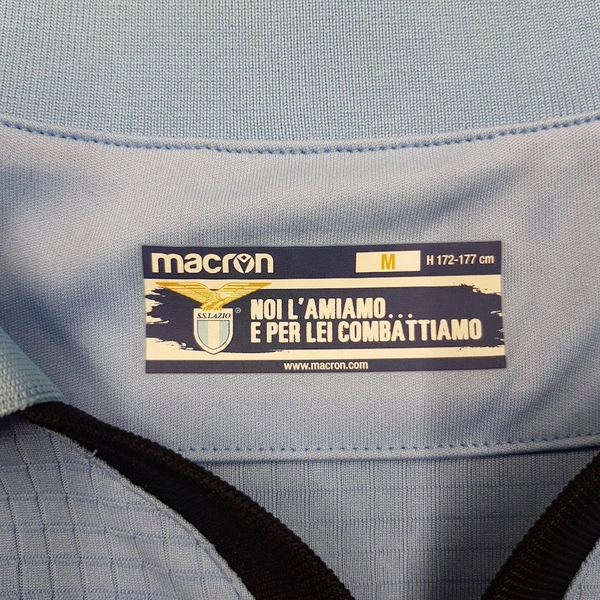 macron M H 172-177 cm
S.S.LAZIO ®
NOI L'AMIAMO...
E PER LEI COMBATTIAMO
www.macron.com